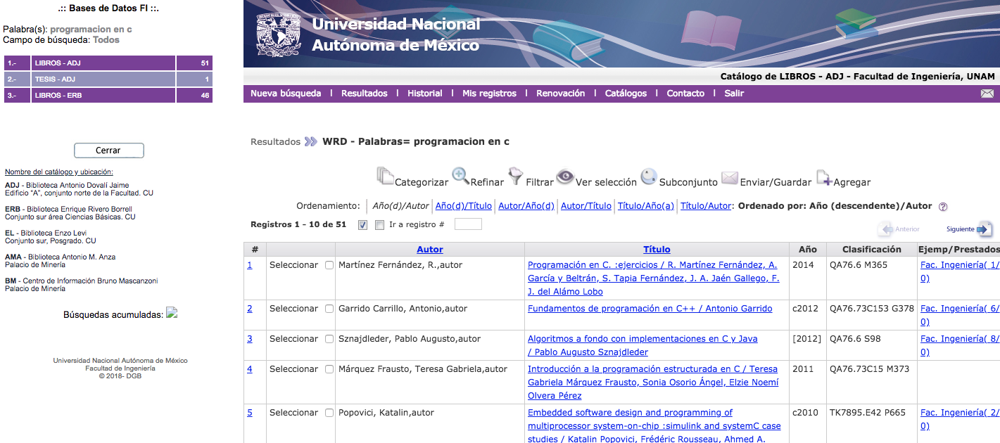 .:: Bases de Datos FI ::.
Palabra(s): programacion en c
Campo de búsqueda: Todos
1.- LIBROS - ADJ 51
2.- TESIS - ADJ 1
3.- LIBROS - ERB 46
Cerrar
Nombre del catálogo y ubicación:
ADJ - Biblioteca Antonio Dovalí Jaime
Edificio "A", conjunto norte de la Facultad. CU
ERB - Biblioteca Enrique Rivero Borrell
Conjunto sur área Ciencias Básicas. CU
EL - Biblioteca Enzo Levi
Conjunto sur, Posgrado. CU
AMA - Biblioteca Antonio M. Anza
Palacio de Minería
BM - Centro de Información Bruno Mascanzoni
Palacio de Minería
Búsquedas acumuladas:
Universidad Nacional Autónoma de México
Facultad de Ingeniería
© 2018- DGB
Universidad Nacional
Autónoma de México
Catálogo de LIBROS - ADJ - Facultad de Ingeniería, UNAM
Nueva búsqueda | Resultados | Historial | Mis registros | Renovación | Catálogos | Contacto | Salir
Resultados WRD - Palabras= programacion en c
Categorizar Refinar Filtrar Ver selección Subconjunto Enviar/Guardar Agregar
Ordenamiento: Año(d)/Autor Año(d)/Título Autor/Año(d) Autor/Título Título/Año(a) Título/Autor: Ordenado por: Año (descendente)/Autor ?
Registros 1 - 10 de 51 Ir a registro #
Anterior Siguiente
# Autor Título Año Clasificación Ejemp/Prestados
1 Seleccionar Martínez Fernández, R.,autor Programación en C. :ejercicios / R. Martínez Fernández, A. 2014 QA76.6 M365 Fac. Ingeniería( 1/
García y Beltrán, S. Tapia Fernández, J. A. Jaén Gallego, F. 0)
J. del Alámo Lobo
2 Seleccionar Garrido Carrillo, Antonio,autor Fundamentos de programación en C++ / Antonio Garrido c2012 QA76.73C153 G378 Fac. Ingeniería( 6/
0)
3 Seleccionar Sznajdleder, Pablo Augusto,autor Algoritmos a fondo con implementaciones en C y Java [2012] QA76.6 S98 Fac. Ingeniería( 8/
/ Pablo Augusto Sznajdleder 0)
4 Seleccionar Márquez Frausto, Teresa Gabriela,autor Introducción a la programación estructurada en C / Teresa 2011 QA76.73C15 M373
Gabriela Márquez Frausto, Sonia Osorio Ángel, Elzie Noemí
Olvera Pérez
5 Seleccionar Popovici, Katalin,autor Embedded software design and programming of c2010 TK7895.E42 P665 Fac. Ingeniería( 2/
multiprocessor system-on-chip :simulink and systemC case 0)
studies / Katalin Popovici, Frédéric Rousseau, Ahmed A.